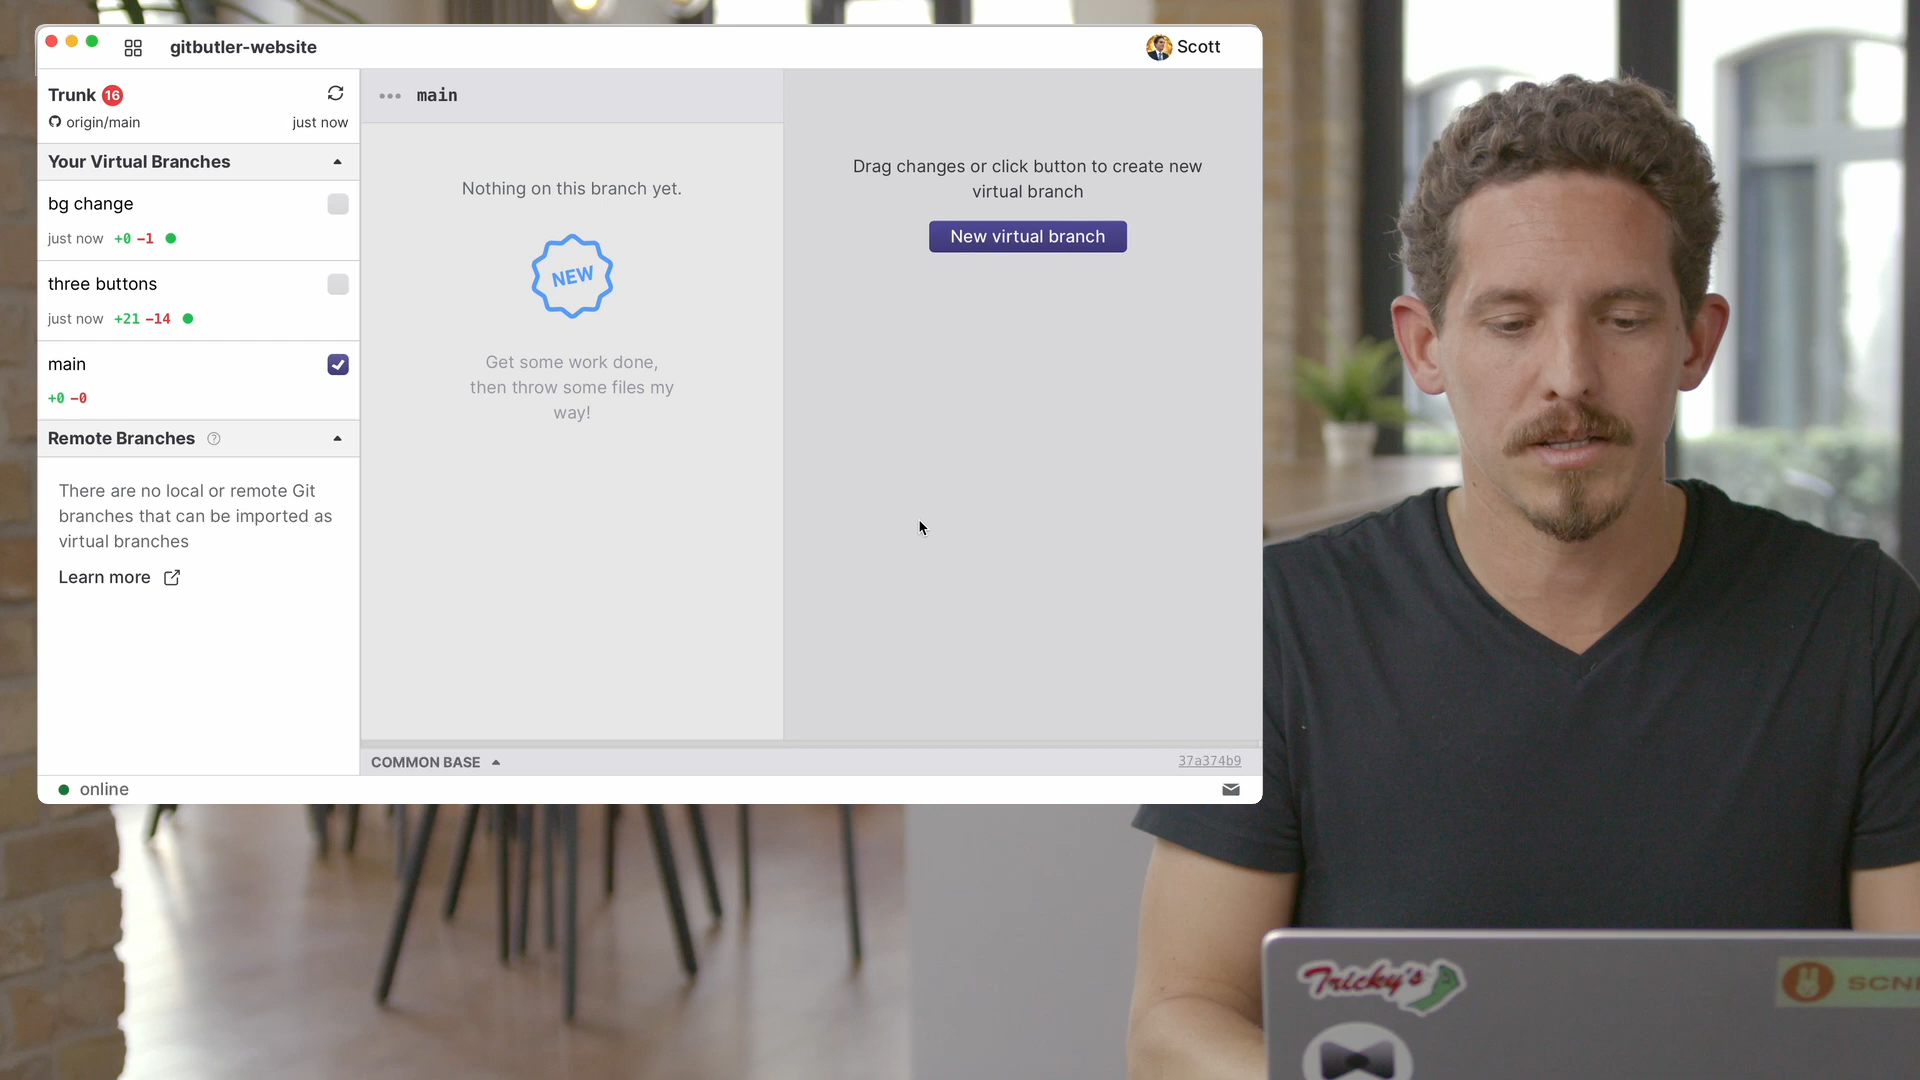 gitbutler-website
Scott
Trunk 16
origin/main just now
Your Virtual Branches
bg change
just now +0 -1
three buttons
just now +21 -14
main
+0 -0
Remote Branches ?
There are no local or remote Git
branches that can be imported as
virtual branches
Learn more
main
Nothing on this branch yet.
NEW
Get some work done,
then throw some files my
way!
Drag changes or click button to create new
virtual branch
New virtual branch
COMMON BASE
37a374b9
online
Tricky's